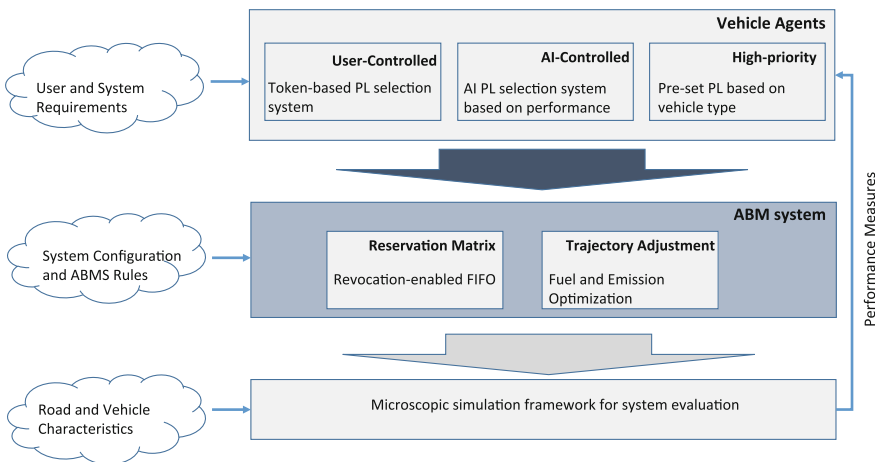 Vehicle Agents
User and System
Requirements
User-Controlled
Token-based PL selection
system
AI-Controlled
AI PL selection system
based on performance
High-priority
Pre-set PL based on
vehicle type
Performance Measures
ABM system
System Configuration
and ABMS Rules
Reservation Matrix
Revocation-enabled FIFO
Trajectory Adjustment
Fuel and Emission
Optimization
Road and Vehicle
Characteristics
Microscopic simulation framework for system evaluation